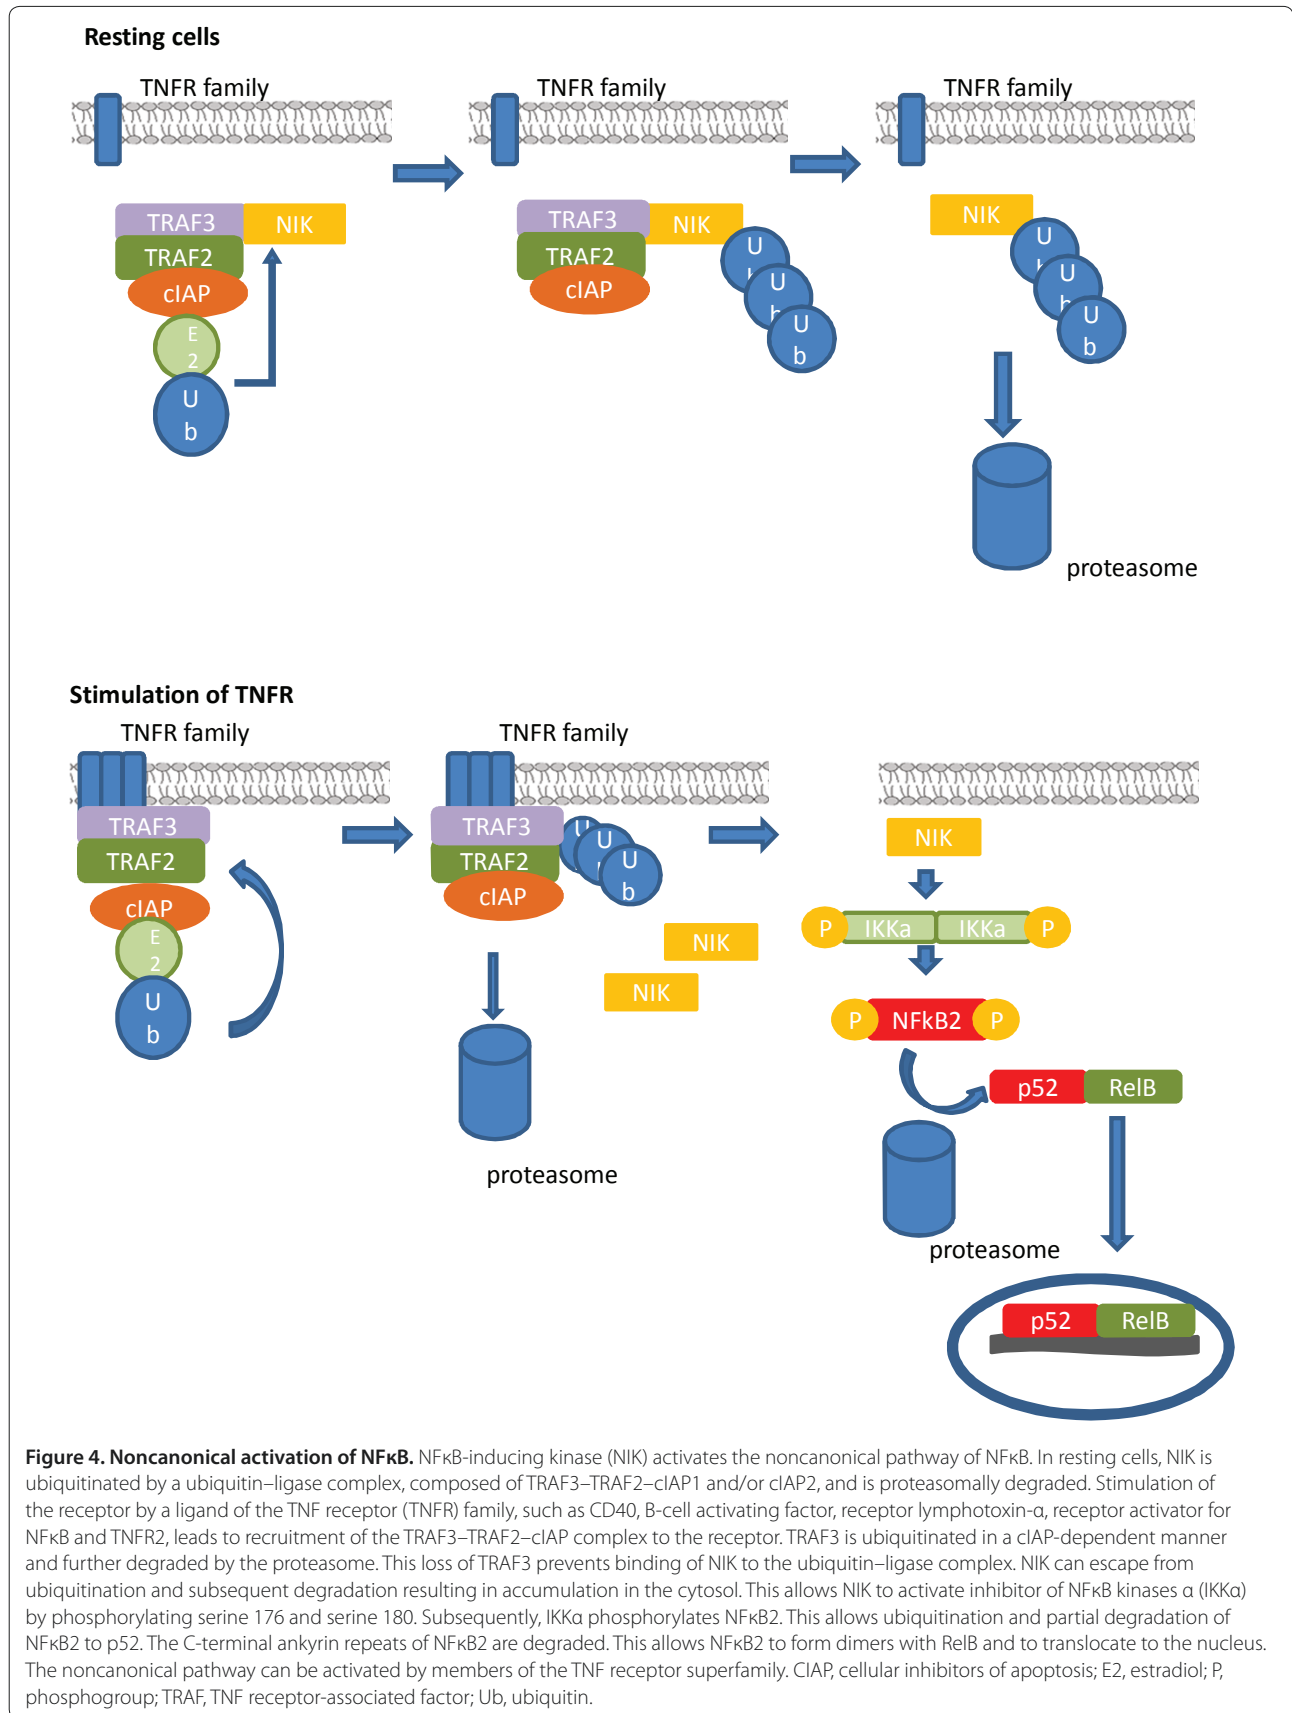 Resting cells
TNFR family
TNFR family
TNFR family
TRAF3
NIK
TRAF2
cIAP
E
2
U
b
TRAF3
NIK
TRAF2
cIAP
U
b
U
b
U
b
NIK
U
b
U
b
U
b
proteasome
Stimulation of TNFR
TNFR family
TNFR family
TRAF3
TRAF2
cIAP
E
2
U
b
TRAF3
TRAF2
cIAP
U
U
U
b
NIK
NIK
proteasome
NIK
P
IKKa
IKKa
P
P
NFkB2
P
p52
RelB
proteasome
p52
RelB
Figure 4. Noncanonical activation of NFκB. NFκB-inducing kinase (NIK) activates the noncanonical pathway of NFκB. In resting cells, NIK is
ubiquitinated by a ubiquitin–ligase complex, composed of TRAF3–TRAF2–cIAP1 and/or cIAP2, and is proteasomally degraded. Stimulation of
the receptor by a ligand of the TNF receptor (TNFR) family, such as CD40, B-cell activating factor, receptor lymphotoxin-α, receptor activator for
NFκB and TNFR2, leads to recruitment of the TRAF3–TRAF2–cIAP complex to the receptor. TRAF3 is ubiquitinated in a cIAP-dependent manner
and further degraded by the proteasome. This loss of TRAF3 prevents binding of NIK to the ubiquitin–ligase complex. NIK can escape from
ubiquitination and subsequent degradation resulting in accumulation in the cytosol. This allows NIK to activate inhibitor of NFκB kinases α (IKKα)
by phosphorylating serine 176 and serine 180. Subsequently, IKKα phosphorylates NFκB2. This allows ubiquitination and partial degradation of
NFκB2 to p52. The C-terminal ankyrin repeats of NFκB2 are degraded. This allows NFκB2 to form dimers with RelB and to translocate to the nucleus.
The noncanonical pathway can be activated by members of the TNF receptor superfamily. CIAP, cellular inhibitors of apoptosis; E2, estradiol; P,
phosphogroup; TRAF, TNF receptor-associated factor; Ub, ubiquitin.